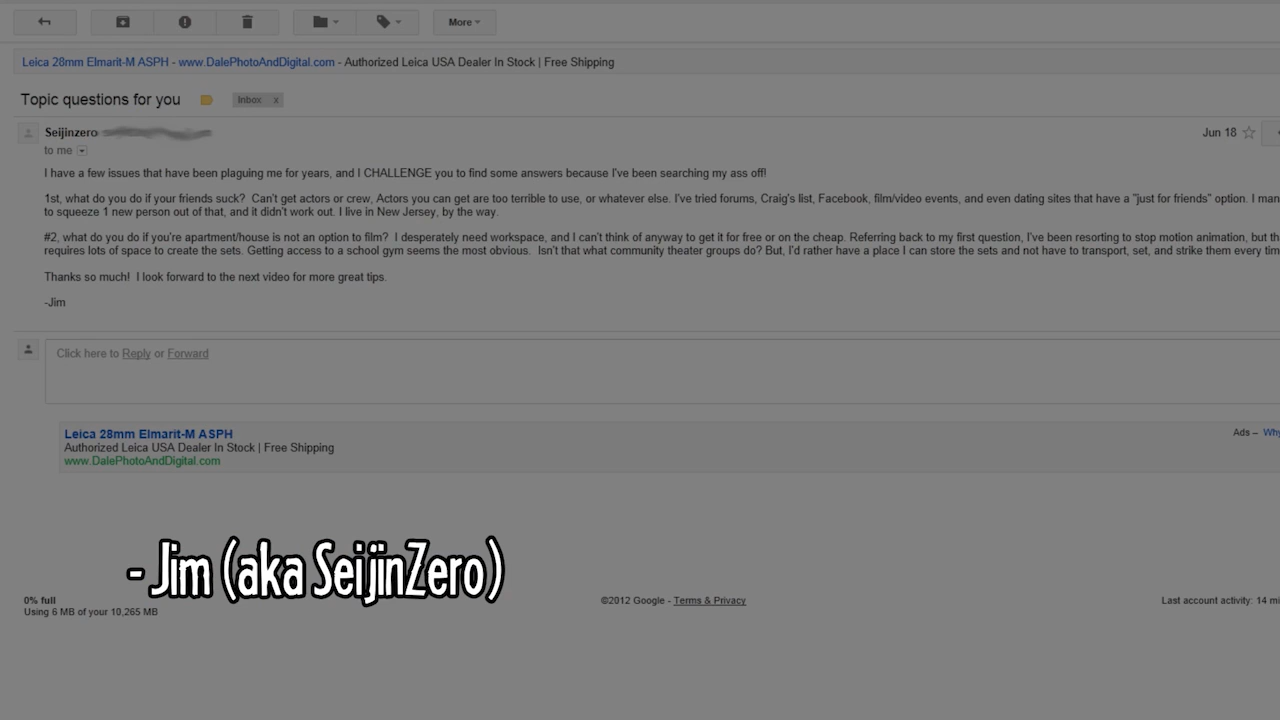 More
Leica 28mm Elmarit-M ASPH - www.DalePhotoAndDigital.com - Authorized Leica USA Dealer In Stock | Free Shipping
Topic questions for you Inbox x
Seijinzero Jun 18
to me
I have a few issues that have been plaguing me for years, and I CHALLENGE you to find some answers because I've been searching my ass off!
1st, what do you do if your friends suck? Can't get actors or crew, Actors you can get are too terrible to use, or whatever else. I've tried forums, Craig's list, Facebook, film/video events, and even dating sites that have a "just for friends" option. I
to squeeze 1 new person out of that, and it didn't work out. I live in New Jersey, by the way.
#2, what do you do if you're apartment/house is not an option to film? I desperately need workspace, and I can't think of anyway to get it for free or on the cheap. Referring back to my first question, I've been resorting to stop motion animation, but
requires lots of space to create the sets. Getting access to a school gym seems the most obvious. Isn't that what community theater groups do? But, I'd rather have a place I can store the sets and not have to transport, set, and strike them every
Thanks so much! I look forward to the next video for more great tips.
-Jim
Click here to Reply or Forward
Leica 28mm Elmarit-M ASPH Ads –
Authorized Leica USA Dealer In Stock | Free Shipping
www.DalePhotoAndDigital.com
- Jim (aka SeijinZero)
0% full ©2012 Google - Terms & Privacy Last account activity: 14
Using 6 MB of your 10,265 MB